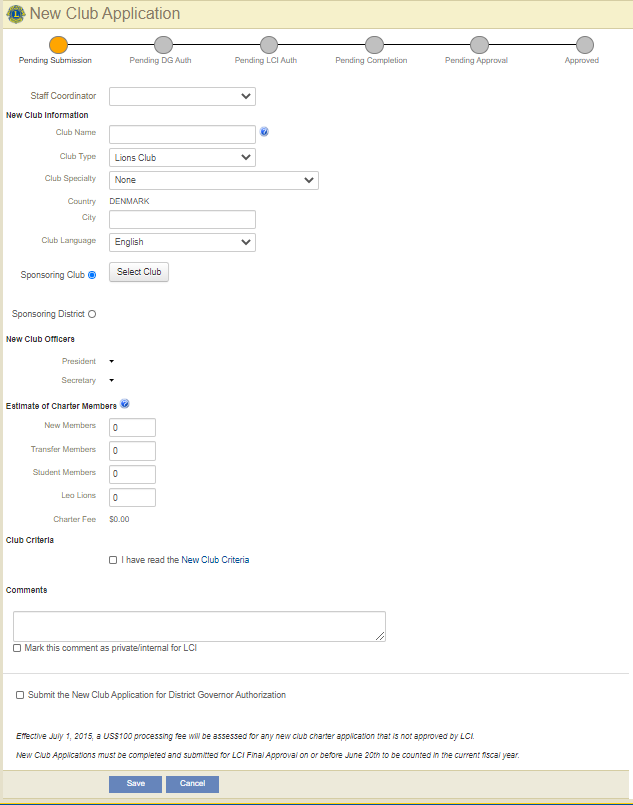 New Club Application
Pending Submission Pending DG Auth Pending LCI Auth Pending Completion Pending Approval Approved
Staff Coordinator
New Club Information
Club Name
Club Type Lions Club
Club Specialty None
Country DENMARK
City
Club Language English
Sponsoring Club Select Club
Sponsoring District
New Club Officers
President
Secretary
Estimate of Charter Members
New Members 0
Transfer Members 0
Student Members 0
Leo Lions 0
Charter Fee $0.00
Club Criteria
I have read the New Club Criteria
Comments
Mark this comment as private/internal for LCI
Submit the New Club Application for District Governor Authorization
Effective July 1, 2015, a US$100 processing fee will be assessed for any new club charter application that is not approved by LCI.
New Club Applications must be completed and submitted for LCI Final Approval on or before June 20th to be counted in the current fiscal year.
Save Cancel